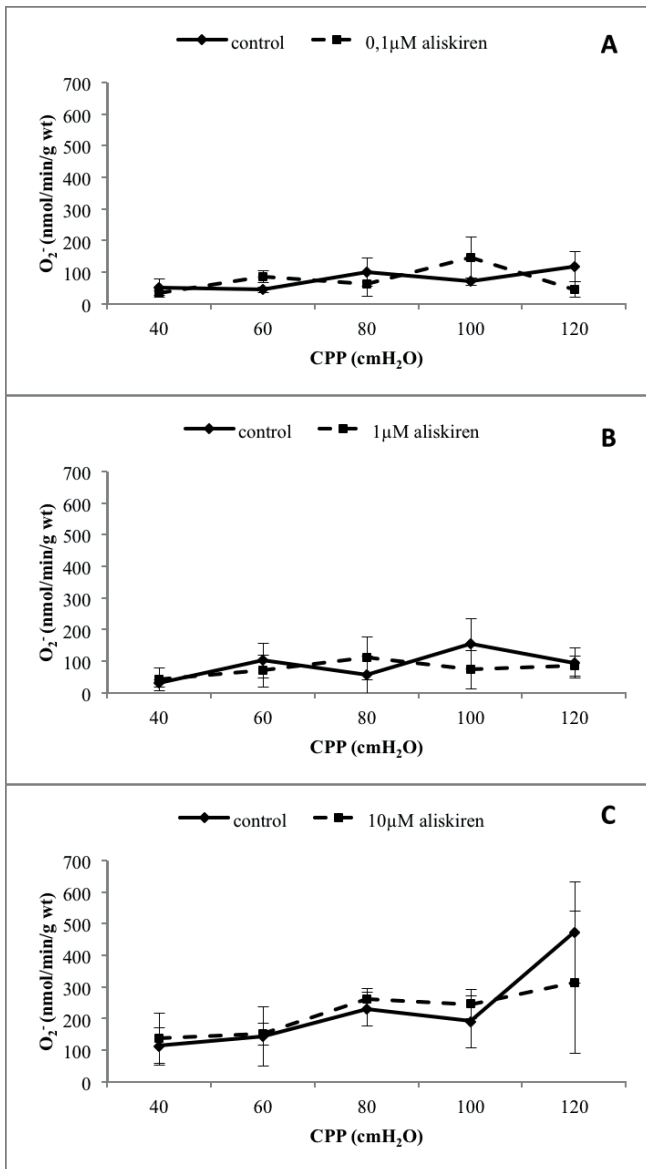 control 0,1µM aliskiren A
700
600
500
400
300
200
100
0
O₂⁻ (nmol/min/g wt)
40 60 80 100 120
CPP (cmH₂O)
control 1µM aliskiren B
700
600
500
400
300
200
100
0
O₂⁻ (nmol/min/g wt)
40 60 80 100 120
CPP (cmH₂O)
control 10µM aliskiren C
700
600
500
400
300
200
100
0
O₂⁻ (nmol/min/g wt)
40 60 80 100 120
CPP (cmH₂O)